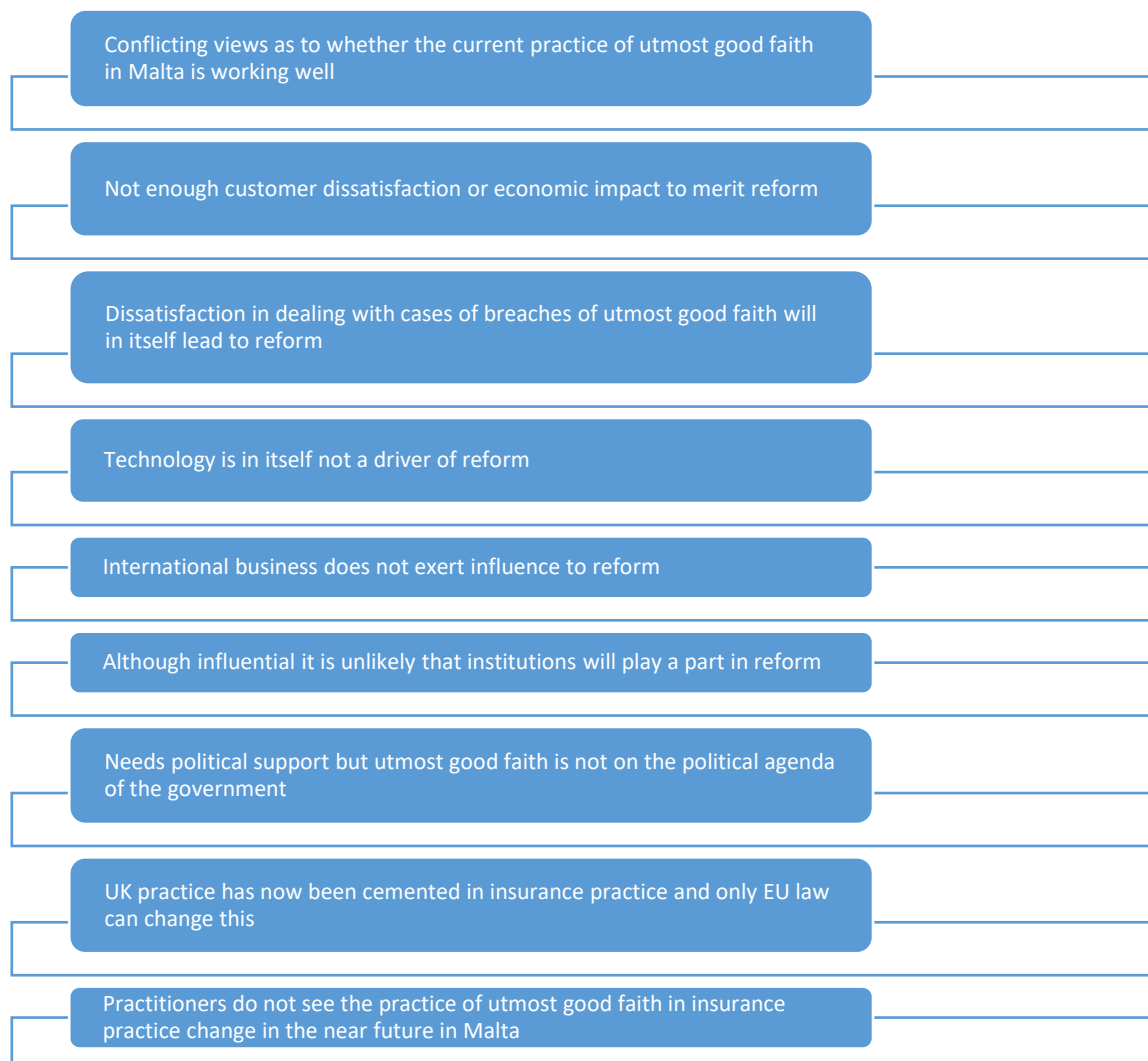 Conflicting views as to whether the current practice of utmost good faith
in Malta is working well
Not enough customer dissatisfaction or economic impact to merit reform
Dissatisfaction in dealing with cases of breaches of utmost good faith will
in itself lead to reform
Technology is in itself not a driver of reform
International business does not exert influence to reform
Although influential it is unlikely that institutions will play a part in reform
Needs political support but utmost good faith is not on the political agenda
of the government
UK practice has now been cemented in insurance practice and only EU law
can change this
Practitioners do not see the practice of utmost good faith in insurance
practice change in the near future in Malta